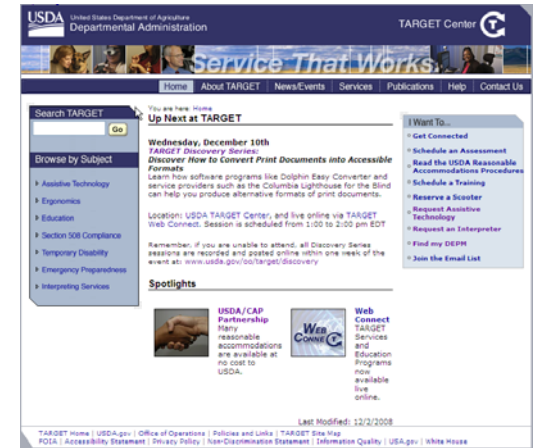 USDA United States Department of Agriculture
Departmental Administration
TARGET Center
Service That Works.
Home About TARGET News/Events Services Publications Help Contact Us
Search TARGET
Go
Browse by Subject
Assistive Technology
Ergonomics
Education
Section 508 Compliance
Temporary Disability
Emergency Preparedness
Interpreting Services
You are here: Home
Up Next at TARGET
Wednesday, December 10th
TARGET Discovery Series:
Discover How to Convert Print Documents into Accessible
Formats
Learn how software programs like Dolphin Easy Converter and
service providers such as the Columbia Lighthouse for the Blind
can help you produce alternative formats of print documents.
Location: USDA TARGET Center, and live online via TARGET
Web Connect. Session is scheduled from 1:00 to 2:00 pm EDT
Remember, if you are unable to attend, all Discovery Series
sessions are recorded and posted online within one week of the
event at: www.usda.gov/oo/target/discovery
Spotlights
USDA/CAP
Partnership
Many
reasonable
accommodations
are available at
no cost to
USDA.
WEB
CONNECT
Web
Connect
TARGET
Services
and
Education
Programs
now
available
live
online.
I Want To...
Get Connected
Schedule an Assessment
Read the USDA Reasonable
Accommodations Procedures
Schedule a Training
Reserve a Scooter
Request Assistive
Technology
Request an Interpreter
Find my DEPM
Join the Email List
Last Modified: 12/2/2008
TARGET Home | USDA.gov | Office of Operations | Policies and Links | TARGET Site Map
FOIA | Accessibility Statement | Privacy Policy | Non-Discrimination Statement | Information Quality | USA.gov | White House